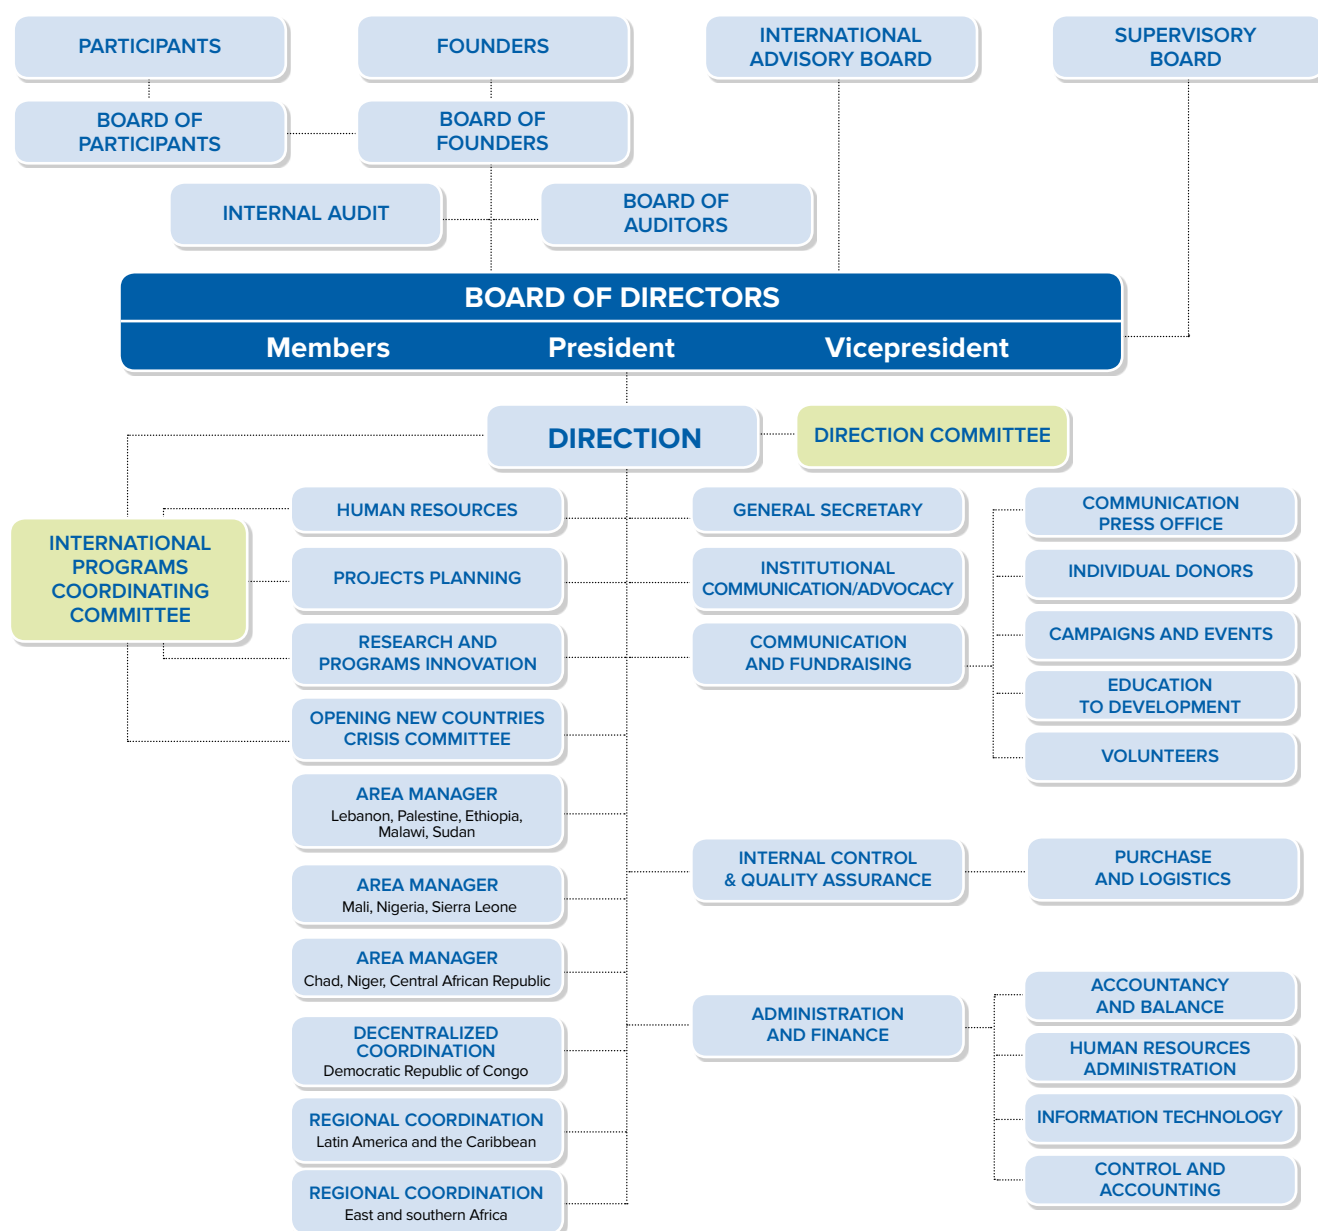 PARTICIPANTS
FOUNDERS
INTERNATIONAL
ADVISORY BOARD
SUPERVISORY
BOARD
BOARD OF
PARTICIPANTS
BOARD OF
FOUNDERS
INTERNAL AUDIT
BOARD OF
AUDITORS
BOARD OF DIRECTORS
Members
President
Vicepresident
DIRECTION
DIRECTION COMMITTEE
INTERNATIONAL
PROGRAMS
COORDINATING
COMMITTEE
HUMAN RESOURCES
PROJECTS PLANNING
RESEARCH AND
PROGRAMS INNOVATION
OPENING NEW COUNTRIES
CRISIS COMMITTEE
AREA MANAGER
Lebanon, Palestine, Ethiopia,
Malawi, Sudan
AREA MANAGER
Mali, Nigeria, Sierra Leone
AREA MANAGER
Chad, Niger, Central African Republic
DECENTRALIZED
COORDINATION
Democratic Republic of Congo
REGIONAL COORDINATION
Latin America and the Caribbean
REGIONAL COORDINATION
East and southern Africa
GENERAL SECRETARY
INSTITUTIONAL
COMMUNICATION/ADVOCACY
COMMUNICATION
AND FUNDRAISING
COMMUNICATION
PRESS OFFICE
INDIVIDUAL DONORS
CAMPAIGNS AND EVENTS
EDUCATION
TO DEVELOPMENT
VOLUNTEERS
INTERNAL CONTROL
& QUALITY ASSURANCE
PURCHASE
AND LOGISTICS
ADMINISTRATION
AND FINANCE
ACCOUNTANCY
AND BALANCE
HUMAN RESOURCES
ADMINISTRATION
INFORMATION TECHNOLOGY
CONTROL AND
ACCOUNTING